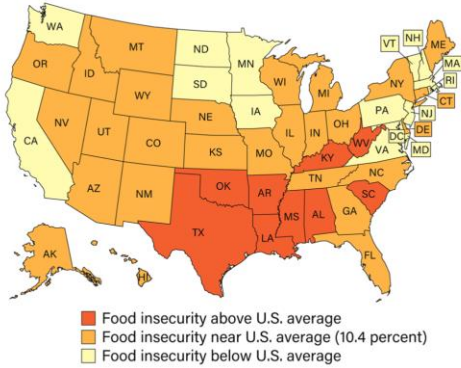 WA
MT
ND
MN
VT
NH
ME
OR
ID
SD
WI
MI
NY
MA
RI
WY
IA
NE
PA
CT
NJ
NV
UT
CO
IL
IN
OH
DE
DC
MD
CA
KS
MO
KY
WV
VA
AZ
NM
OK
AR
TN
NC
SC
TX
LA
MS
AL
GA
FL
AK
HI
Food insecurity above U.S. average
Food insecurity near U.S. average (10.4 percent)
Food insecurity below U.S. average